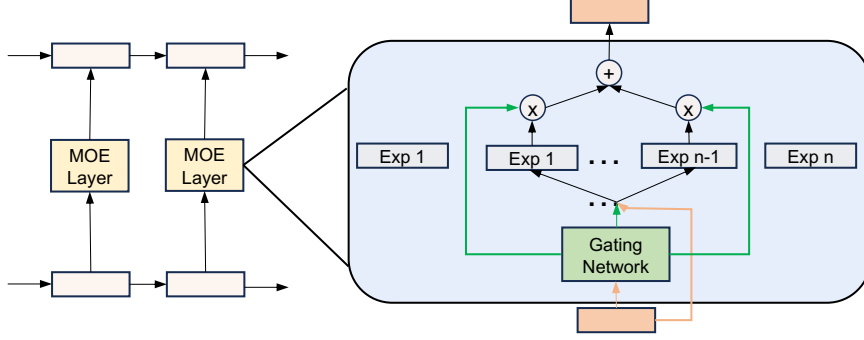 MOE
Layer
MOE
Layer
+
x
x
Exp 1
Exp 1
. . .
Exp n-1
Exp n
. . .
Gating
Network